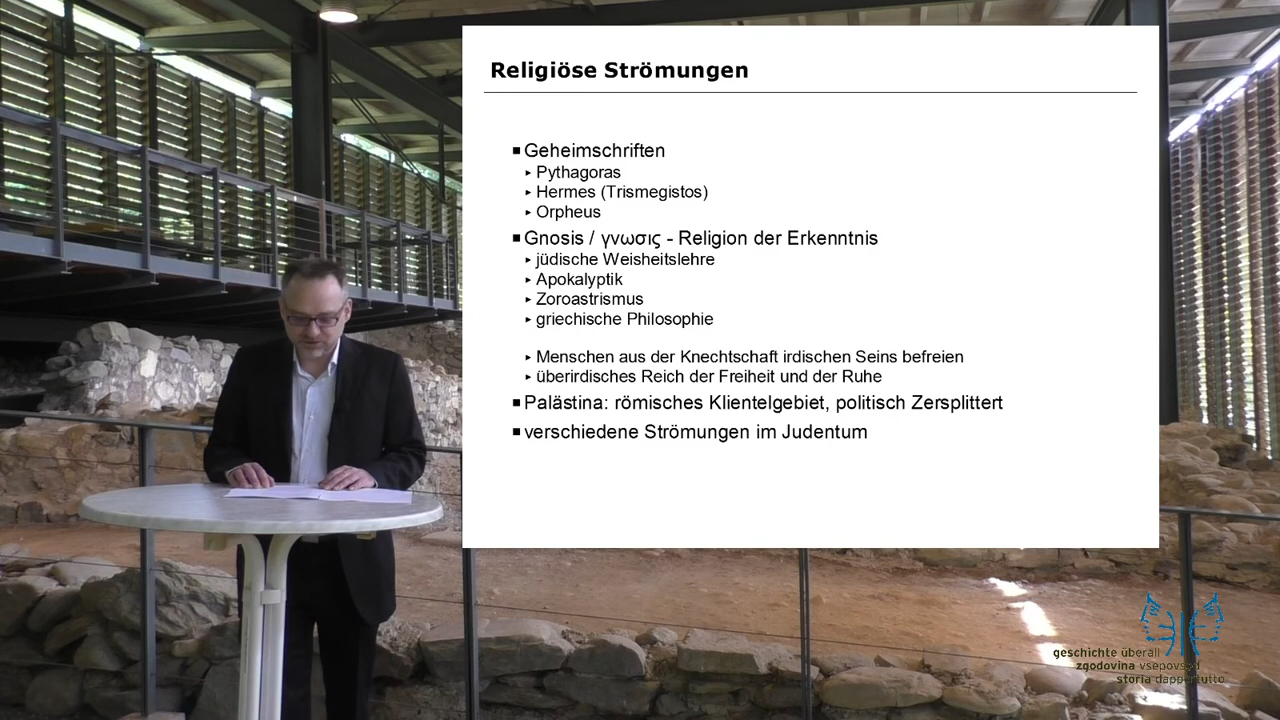 Religiöse Strömungen
■ Geheimschriften
▸ Pythagoras
▸ Hermes (Trismegistos)
▸ Orpheus
■ Gnosis / γνωσις - Religion der Erkenntnis
▸ jüdische Weisheitslehre
▸ Apokalyptik
▸ Zoroastrismus
▸ griechische Philosophie
▸ Menschen aus der Knechtschaft irdischen Seins befreien
▸ überirdisches Reich der Freiheit und der Ruhe
■ Palästina: römisches Klientelgebiet, politisch Zersplittert
■ verschiedene Strömungen im Judentum
geschichte überall
zgodovina vsepovsod
storia dappertutto